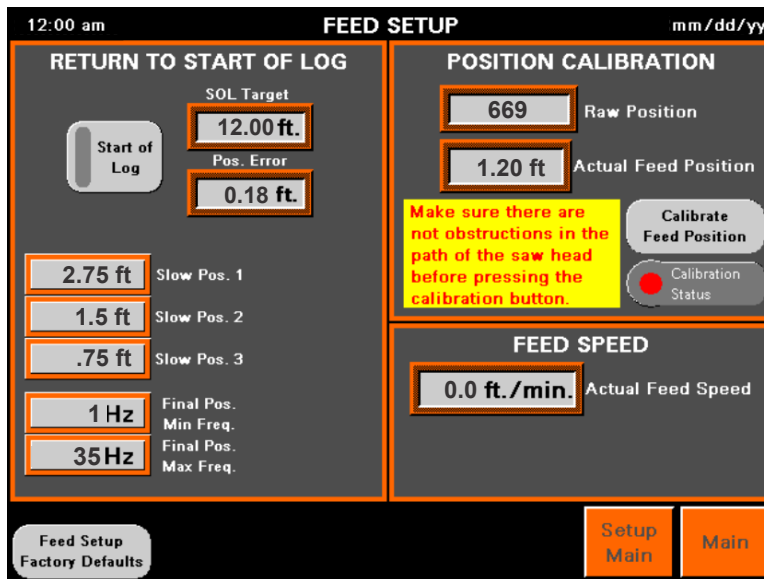 12:00 am
FEED SETUP
mm/dd/yy
RETURN TO START OF LOG
SOL Target
12.00 ft.
Start of
Log
Pos. Error
0.18 ft.
2.75 ft Slow Pos. 1
1.5 ft Slow Pos. 2
.75 ft Slow Pos. 3
1 Hz
Final Pos.
Min Freq.
35 Hz
Final Pos.
Max Freq.
POSITION CALIBRATION
669 Raw Position
1.20 ft Actual Feed Position
Make sure there are
not obstructions in the
path of the saw head
before pressing the
calibration button.
Calibrate
Feed Position
Calibration
Status
FEED SPEED
0.0 ft./min. Actual Feed Speed
Feed Setup
Factory Defaults
Setup
Main
Main